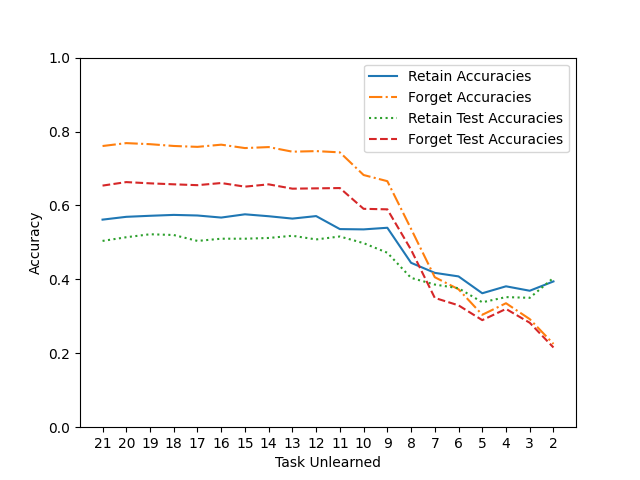 1.0
0.8
0.6
0.4
0.2
0.0
Accuracy
Retain Accuracies
Forget Accuracies
Retain Test Accuracies
Forget Test Accuracies
21 20 19 18 17 16 15 14 13 12 11 10 9 8 7 6 5 4 3 2
Task Unlearned